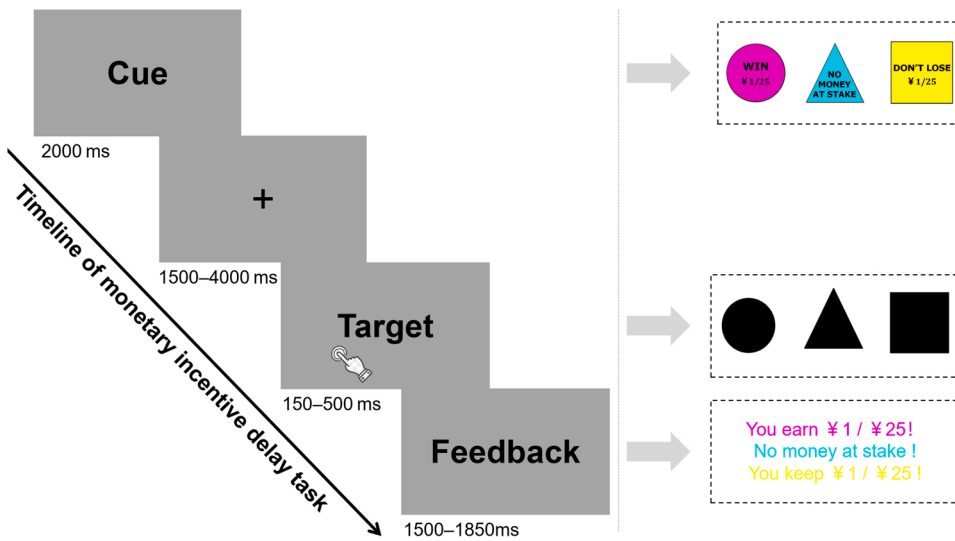 Cue
2000 ms
+
1500–4000 ms
Target
150–500 ms
Feedback
1500–1850ms
Timeline of monetary incentive delay task
WIN
¥ 1/25
NO
MONEY
AT STAKE
DON'T LOSE
¥ 1/25
You earn ¥ 1 / ¥ 25 !
No money at stake !
You keep ¥ 1 / ¥ 25 !